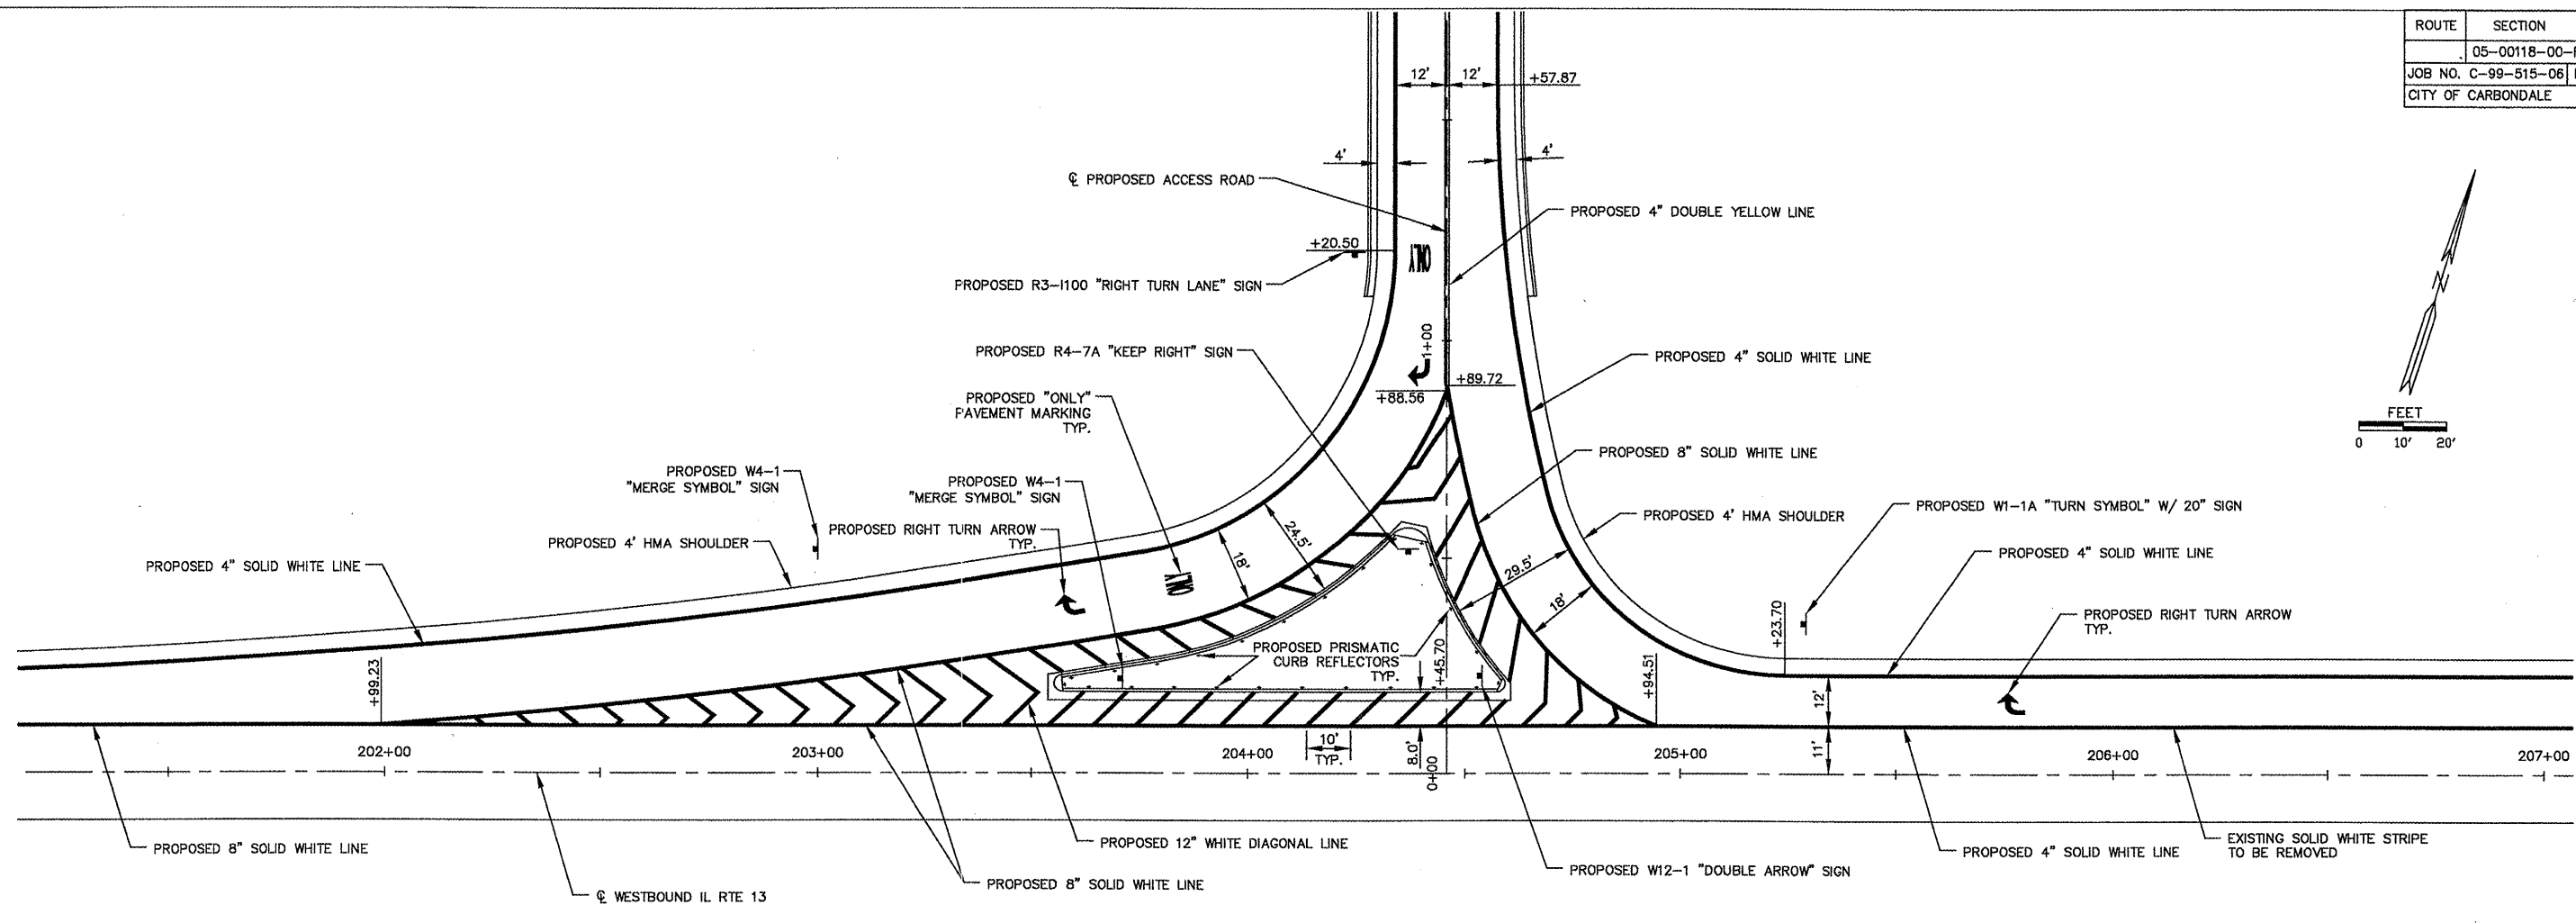 ROUTE SECTION
05-00118-00-
JOB NO. C-99-515-06
CITY OF CARBONDALE
12' 12' +57.87
4' 4'
℄ PROPOSED ACCESS ROAD
PROPOSED 4" DOUBLE YELLOW LINE
+20.50
ONLY
PROPOSED R3-I100 "RIGHT TURN LANE" SIGN
N
1+00
PROPOSED R4-7A "KEEP RIGHT" SIGN
PROPOSED 4" SOLID WHITE LINE
+89.72
+88.56
PROPOSED "ONLY"
PAVEMENT MARKING
TYP.
FEET
0 10' 20'
PROPOSED 8" SOLID WHITE LINE
PROPOSED W4-1
"MERGE SYMBOL" SIGN
PROPOSED W4-1
"MERGE SYMBOL" SIGN
PROPOSED W1-1A "TURN SYMBOL" W/ 20" SIGN
PROPOSED 4' HMA SHOULDER
PROPOSED RIGHT TURN ARROW
TYP.
24.5'
18'
PROPOSED 4' HMA SHOULDER
PROPOSED 4" SOLID WHITE LINE
PROPOSED 4" SOLID WHITE LINE
ONLY
29.5'
18'
PROPOSED RIGHT TURN ARROW
TYP.
+23.70
PROPOSED PRISMATIC
CURB REFLECTORS
TYP.
+45.70
+99.23
+94.51
12'
202+00 203+00 204+00 205+00 206+00 207+00
10'
TYP.
8.0'
0+00
11'
PROPOSED 8" SOLID WHITE LINE
PROPOSED 12" WHITE DIAGONAL LINE
PROPOSED 4" SOLID WHITE LINE
EXISTING SOLID WHITE STRIPE
TO BE REMOVED
PROPOSED W12-1 "DOUBLE ARROW" SIGN
PROPOSED 8" SOLID WHITE LINE
℄ WESTBOUND IL RTE 13